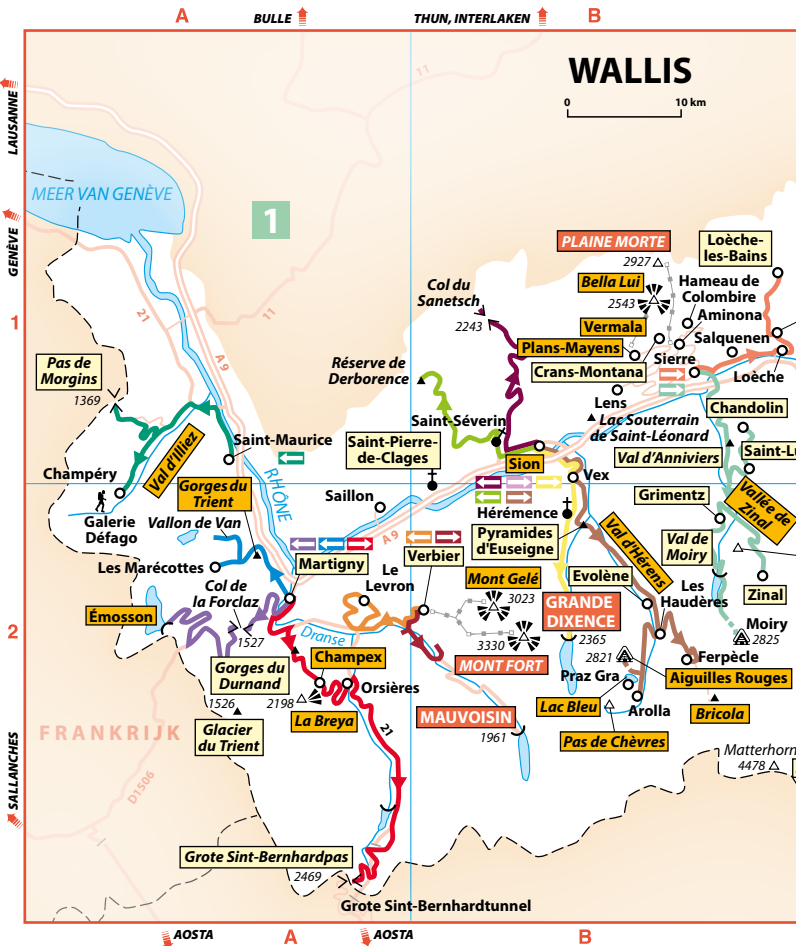 A
BULLE
THUN, INTERLAKEN
B
WALLIS
0
10 km
11
LAUSANNE
MEER VAN GENÈVE
1
GENÈVE
1
21
11
A9
PLAINE MORTE
2927
Bella Lui
2543
Loèche-
les-Bains
Hameau de
Colombire
Aminona
Col du
Sanetsch
2243
Vermala
Plans-Mayens
Salquenen
Crans-Montana
Sierre
Loèche
Pas de
Morgins
1369
Réserve de
Derborence
Lens
Chandolin
Saint-Séverin
Lac Souterrain
de Saint-Léonard
Saint-Maurice
Saint-Pierre-
de-Clages
Val d'Anniviers
Saint-Lu
Val d'Illiez
Sion
Champéry
Gorges du
Trient
RHÔNE
Vex
Vallée de
Zinal
Saillon
Grimentz
Galerie
Défago
Vallon de Van
A9
Hérémence
Pyramides
d'Euseigne
Val d'Hérens
Val de
Moiry
Les Marécottes
Martigny
Le
Levron
Verbier
Mont Gelé
3023
Evolène
Les
Haudères
Zinal
Col de
la Forclaz
1527
Émosson
Dranse
GRANDE
DIXENCE
2365
Moiry
2825
3330
MONT FORT
2821
Ferpècle
Gorges du
Durnand
Champex
Orsières
Praz Gra
Aiguilles Rouges
1526
2198
La Breya
MAUVOISIN
1961
Lac Bleu
Arolla
Bricola
Glacier
du Trient
21
Pas de Chèvres
FRANKRIJK
Matterhorn
4478
SALLANCHES
D1506
Grote Sint-Bernhardpas
2469
Grote Sint-Bernhardtunnel
2
AOSTA
A
AOSTA
B